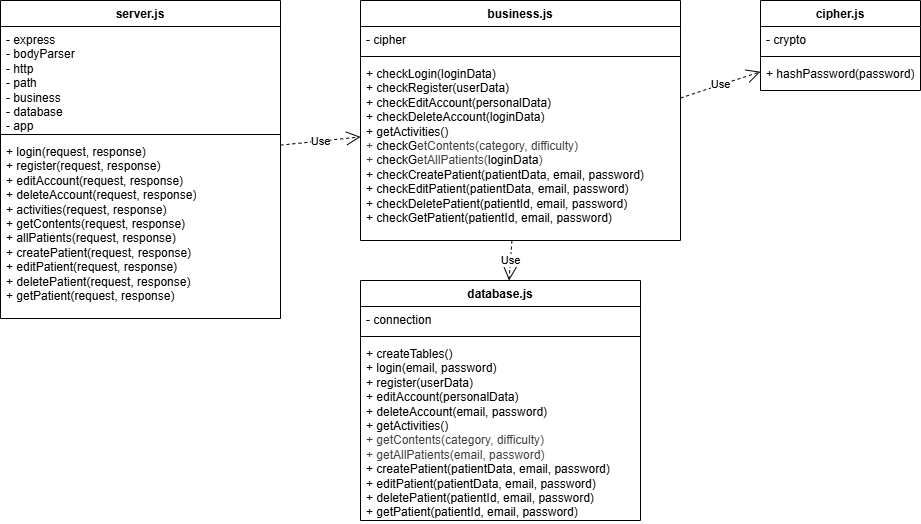 server.js
- express
- bodyParser
- http
- path
- business
- database
- app
+ login(request, response)
+ register(request, response)
+ editAccount(request, response)
+ deleteAccount(request, response)
+ activities(request, response)
+ getContents(request, response)
+ allPatients(request, response)
+ createPatient(request, response)
+ editPatient(request, response)
+ deletePatient(request, response)
+ getPatient(request, response)
Use
business.js
- cipher
+ checkLogin(loginData)
+ checkRegister(userData)
+ checkEditAccount(personalData)
+ checkDeleteAccount(loginData)
+ getActivities()
+ checkGetContents(category, difficulty)
+ checkGetAllPatients(loginData)
+ checkCreatePatient(patientData, email, password)
+ checkEditPatient(patientData, email, password)
+ checkDeletePatient(patientId, email, password)
+ checkGetPatient(patientId, email, password)
Use
cipher.js
- crypto
+ hashPassword(password)
Use
database.js
- connection
+ createTables()
+ login(email, password)
+ register(userData)
+ editAccount(personalData)
+ deleteAccount(email, password)
+ getActivities()
+ getContents(category, difficulty)
+ getAllPatients(email, password)
+ createPatient(patientData, email, password)
+ editPatient(patientData, email, password)
+ deletePatient(patientId, email, password)
+ getPatient(patientId, email, password)